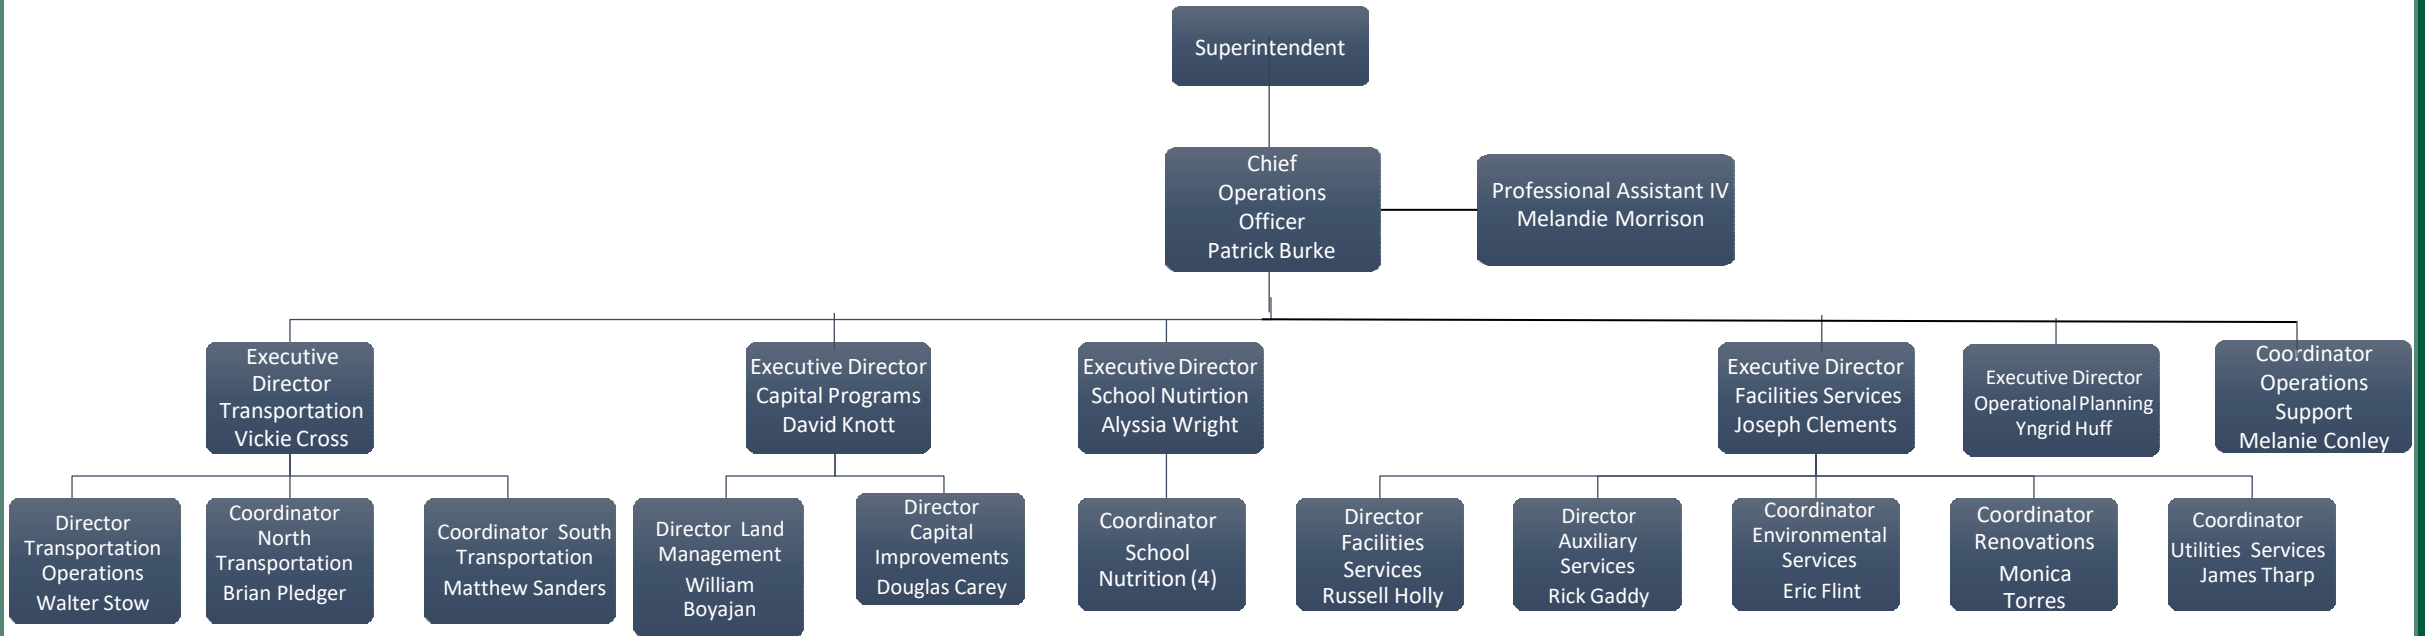 Superintendent
Chief
Operations
Officer
Patrick Burke
Professional Assistant IV
Melandie Morrison
Executive
Director
Transportation
Vickie Cross
Executive Director
Capital Programs
David Knott
Executive Director
School Nutirtion
Alyssia Wright
Executive Director
Facilities Services
Joseph Clements
Executive Director
Operational Planning
Yngrid Huff
Coordinator
Operations
Support
Melanie Conley
Director
Transportation
Operations
Walter Stow
Coordinator
North
Transportation
Brian Pledger
Coordinator South
Transportation
Matthew Sanders
Director Land
Management
William
Boyajan
Director
Capital
Improvements
Douglas Carey
Coordinator
School
Nutrition (4)
Director
Facilities
Services
Russell Holly
Director
Auxiliary
Services
Rick Gaddy
Coordinator
Environmental
Services
Eric Flint
Coordinator
Renovations
Monica
Torres
Coordinator
Utilities Services
James Tharp